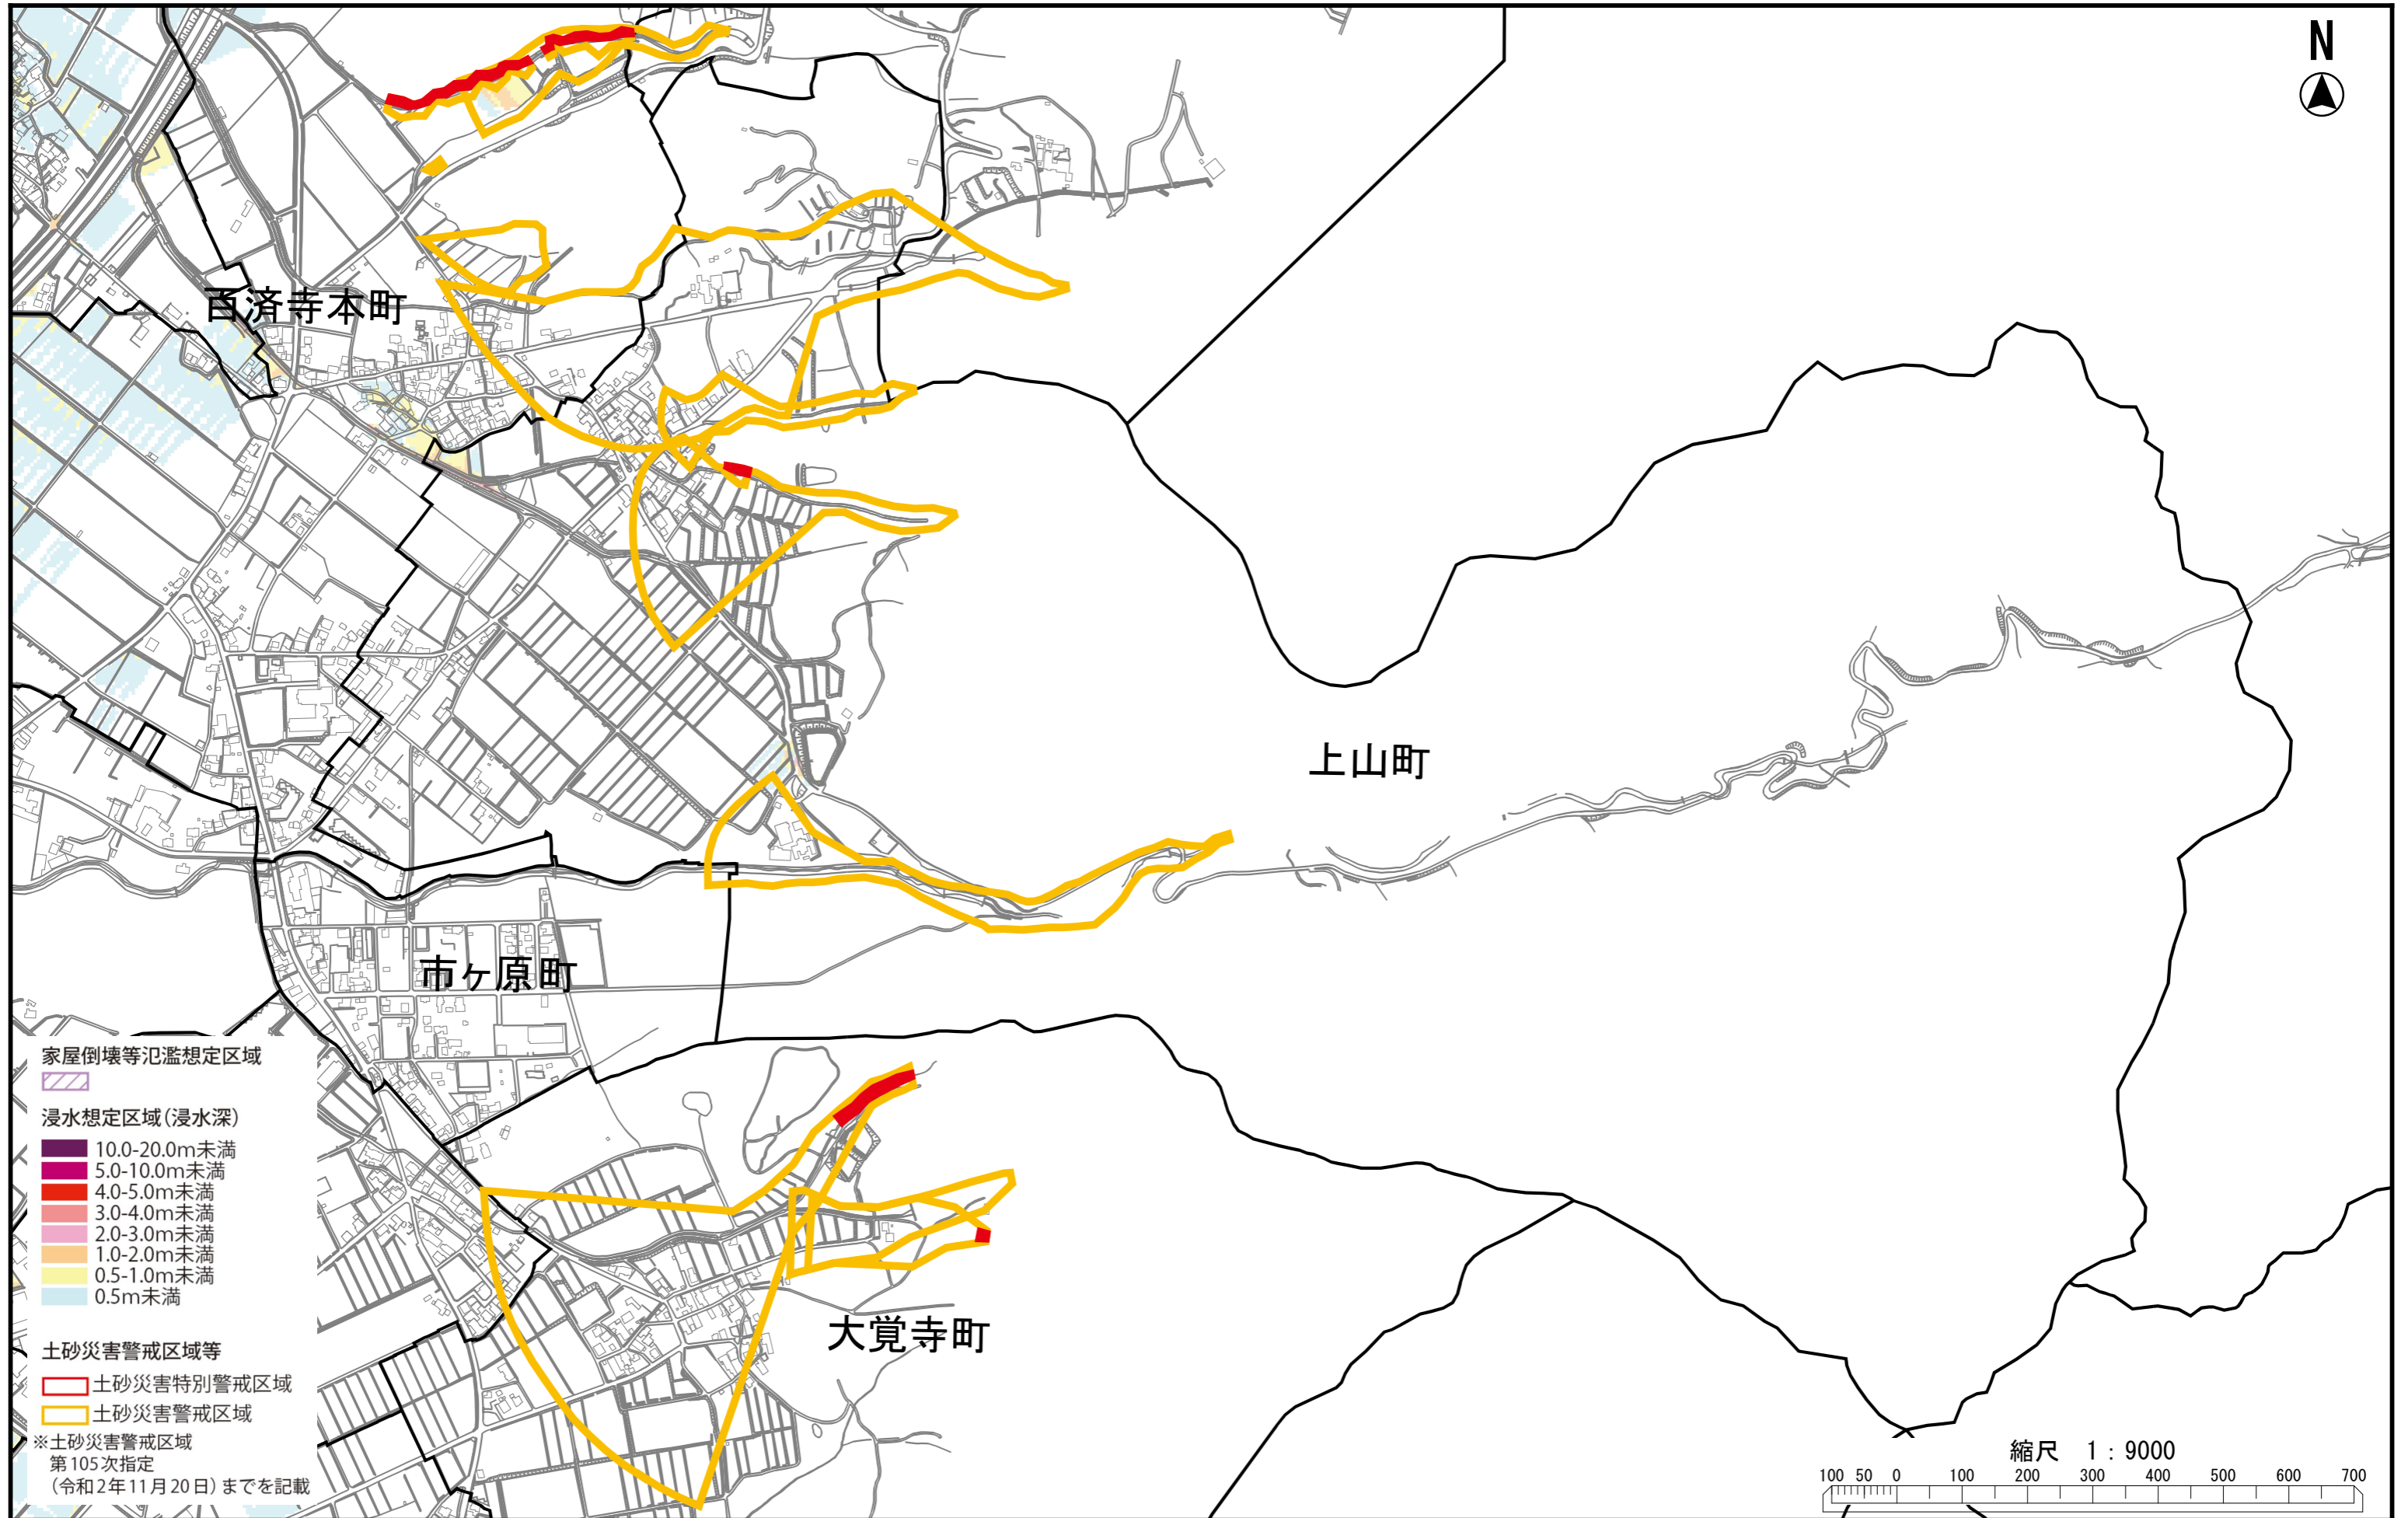 N
百済寺本町
上山町
市ヶ原町
大覚寺町
家屋倒壊等氾濫想定区域
浸水想定区域(浸水深)
10.0-20.0m未満
5.0-10.0m未満
4.0-5.0m未満
3.0-4.0m未満
2.0-3.0m未満
1.0-2.0m未満
0.5-1.0m未満
0.5m未満
土砂災害警戒区域等
土砂災害特別警戒区域
土砂災害警戒区域
※土砂災害警戒区域
第105次指定
(令和2年11月20日)までを記載
縮尺 1:9000
100 50 0 100 200 300 400 500 600 700